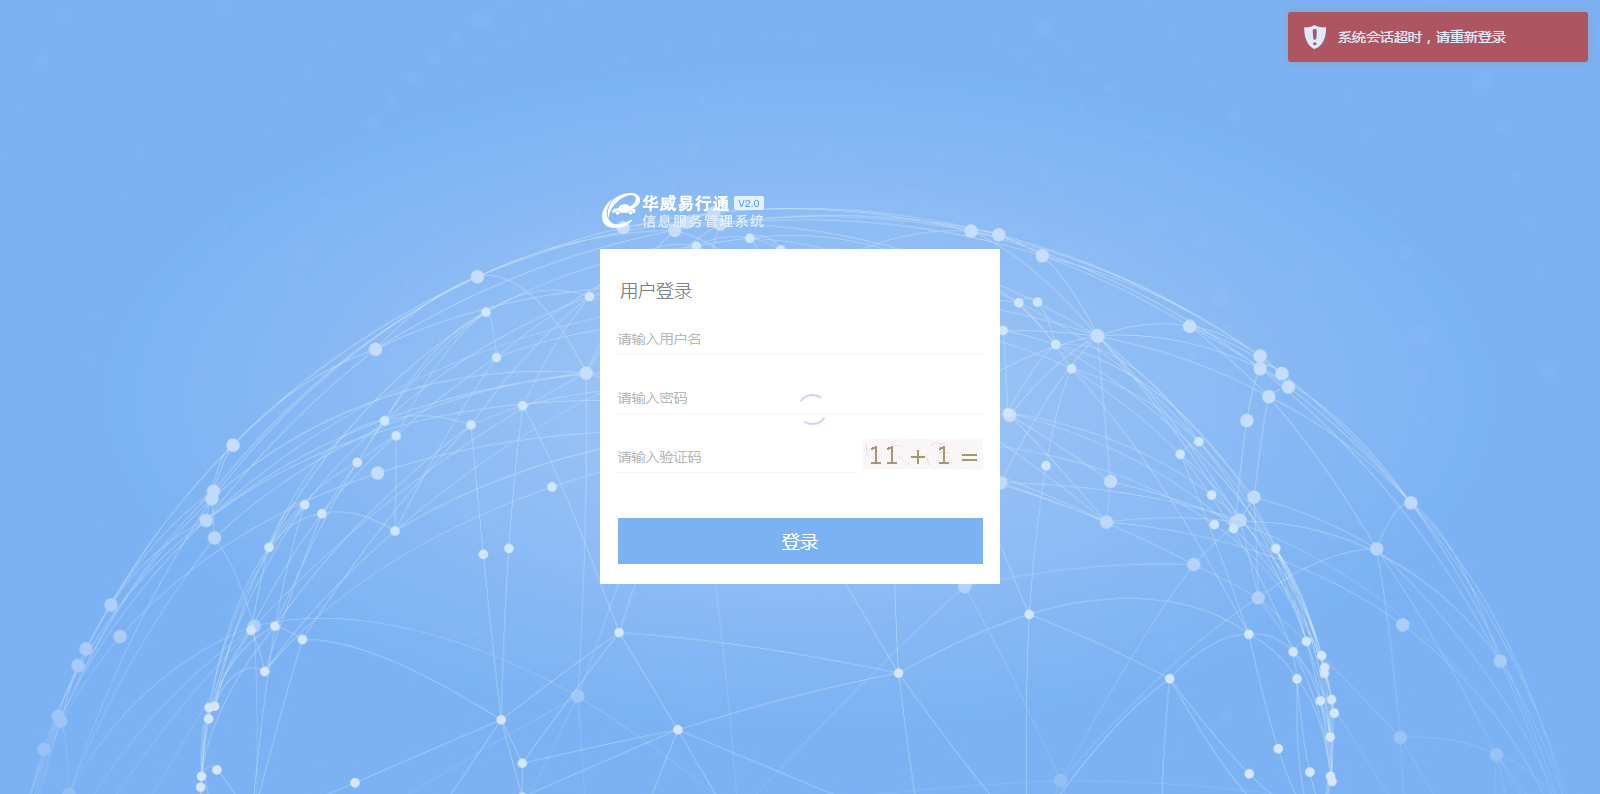 系统会话超时，请重新登录
华威易行通 V2.0
信息服务管理系统
用户登录
请输入用户名
请输入密码
请输入验证码
11 + 1 =
登录